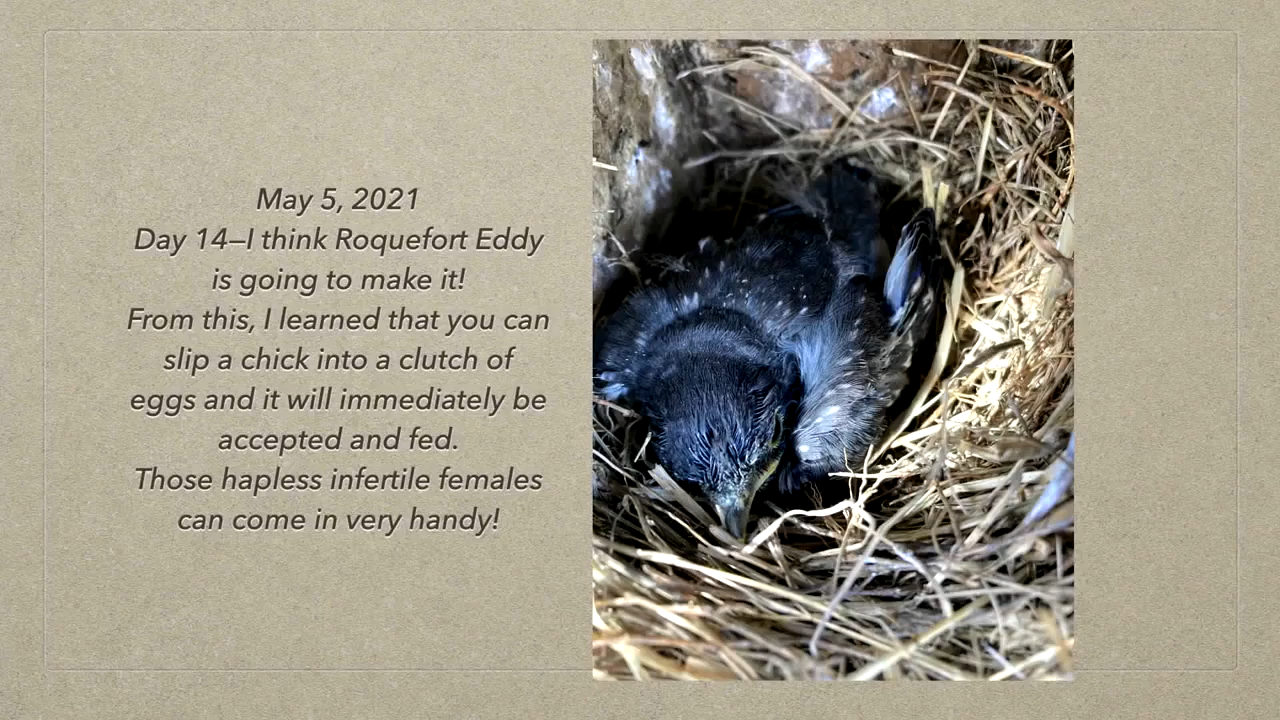 May 5, 2021
Day 14—I think Roquefort Eddy
is going to make it!
From this, I learned that you can
slip a chick into a clutch of
eggs and it will immediately be
accepted and fed.
Those hapless infertile females
can come in very handy!